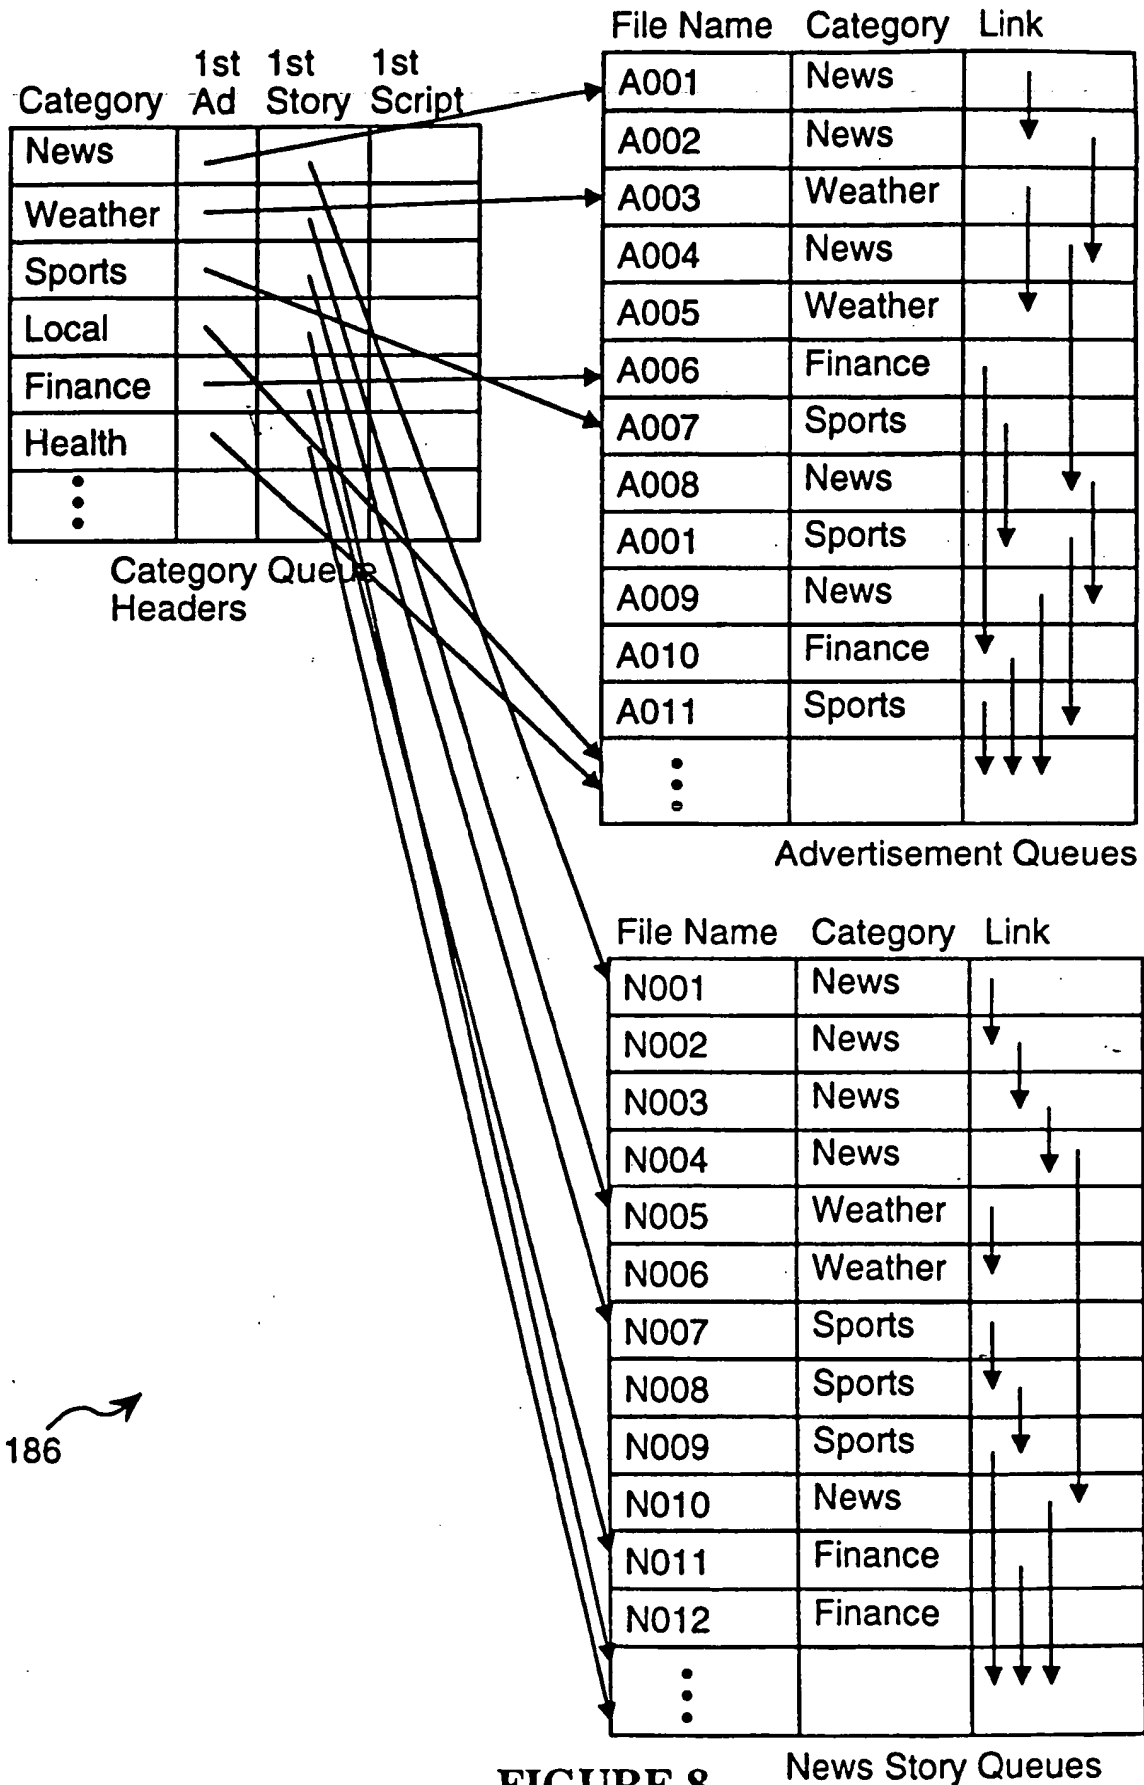 Category 1st Ad 1st Story 1st Script
News
Weather
Sports
Local
Finance
Health
Category Queue
Headers
File Name Category Link
A001 News
A002 News
A003 Weather
A004 News
A005 Weather
A006 Finance
A007 Sports
A008 News
A001 Sports
A009 News
A010 Finance
A011 Sports
Advertisement Queues
File Name Category Link
N001 News
N002 News
N003 News
N004 News
N005 Weather
N006 Weather
N007 Sports
N008 Sports
N009 Sports
N010 News
N011 Finance
N012 Finance
News Story Queues
186
FIGURE 8